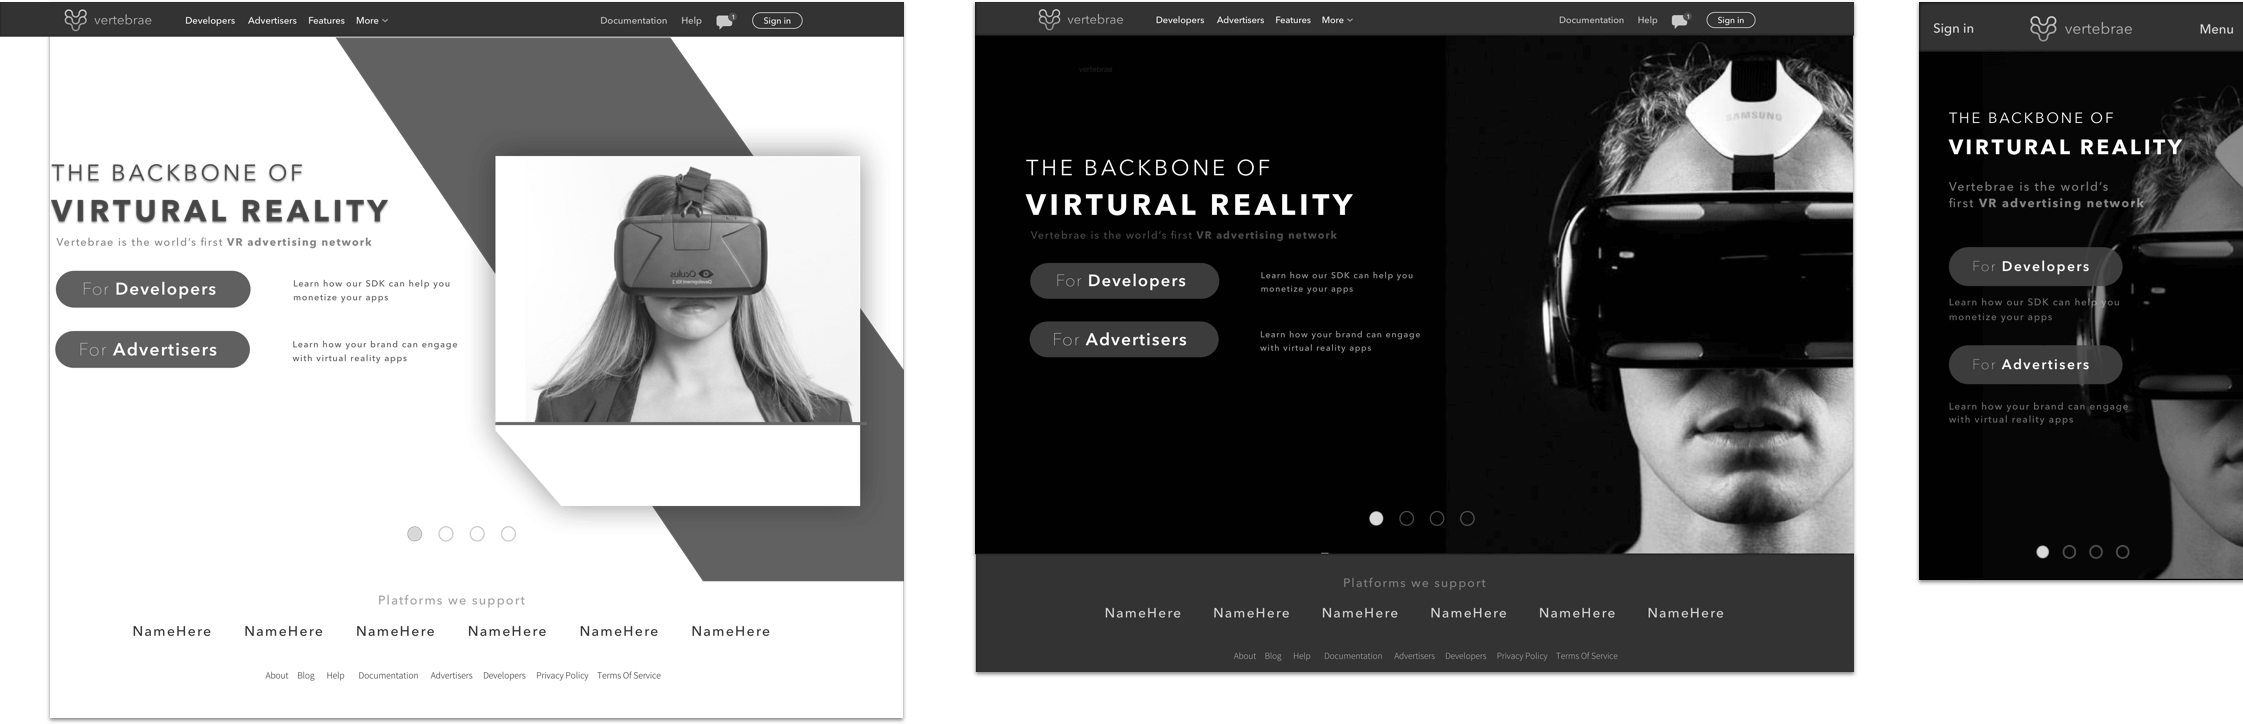 vertebrae Developers Advertisers Features More Documentation Help 1 Sign in
THE BACKBONE OF
VIRTURAL REALITY
Vertebrae is the world's first VR advertising network
For Developers
Learn how our SDK can help you
monetize your apps
For Advertisers
Learn how your brand can engage
with virtual reality apps
Oculus
Platforms we support
NameHere NameHere NameHere NameHere NameHere NameHere
About Blog Help Documentation Advertisers Developers Privacy Policy Terms Of Service
vertebrae Developers Advertisers Features More Documentation Help 1 Sign in
vertebrae
SAMSUNG
THE BACKBONE OF
VIRTURAL REALITY
Vertebrae is the world's first VR advertising network
For Developers
Learn how our SDK can help you
monetize your apps
For Advertisers
Learn how your brand can engage
with virtual reality apps
Platforms we support
NameHere NameHere NameHere NameHere NameHere NameHere
About Blog Help Documentation Advertisers Developers Privacy Policy Terms Of Service
Sign in vertebrae Menu
THE BACKBONE OF
VIRTURAL REALITY
Vertebrae is the world's
first VR advertising network
For Developers
Learn how our SDK can help you
monetize your apps
For Advertisers
Learn how your brand can engage
with virtual reality apps